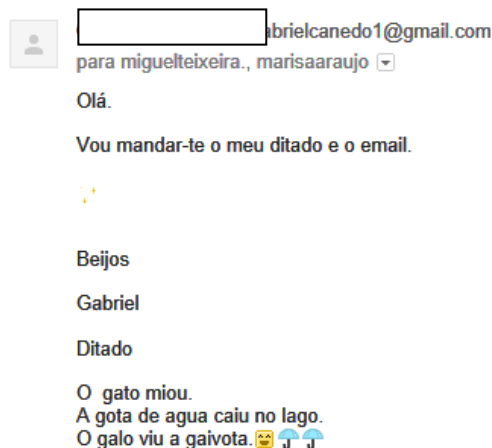 brielcanedo1@gmail.com
para miguelteixeira., marisaaraujo
Olá.
Vou mandar-te o meu ditado e o email.
Beijos
Gabriel
Ditado
O gato miou.
A gota de agua caiu no lago.
O galo viu a gaivota.